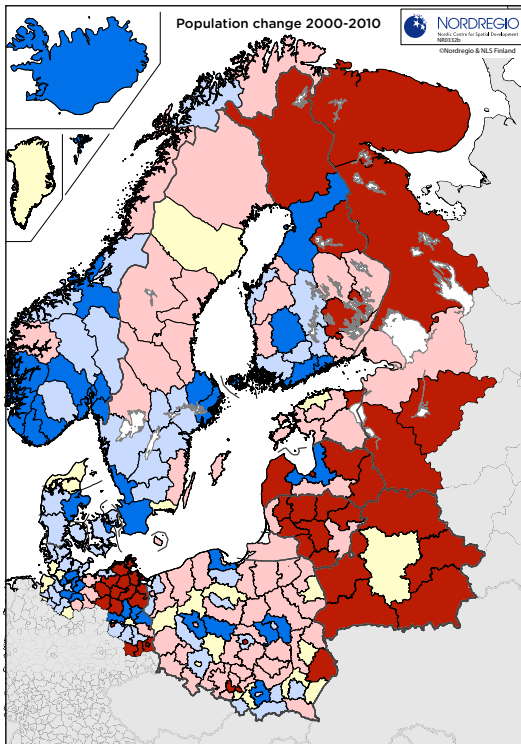 Population change 2000-2010
NORDREGIO
Nordic Centre for Spatial Development
NR0332b
©Nordregio & NLS Finland